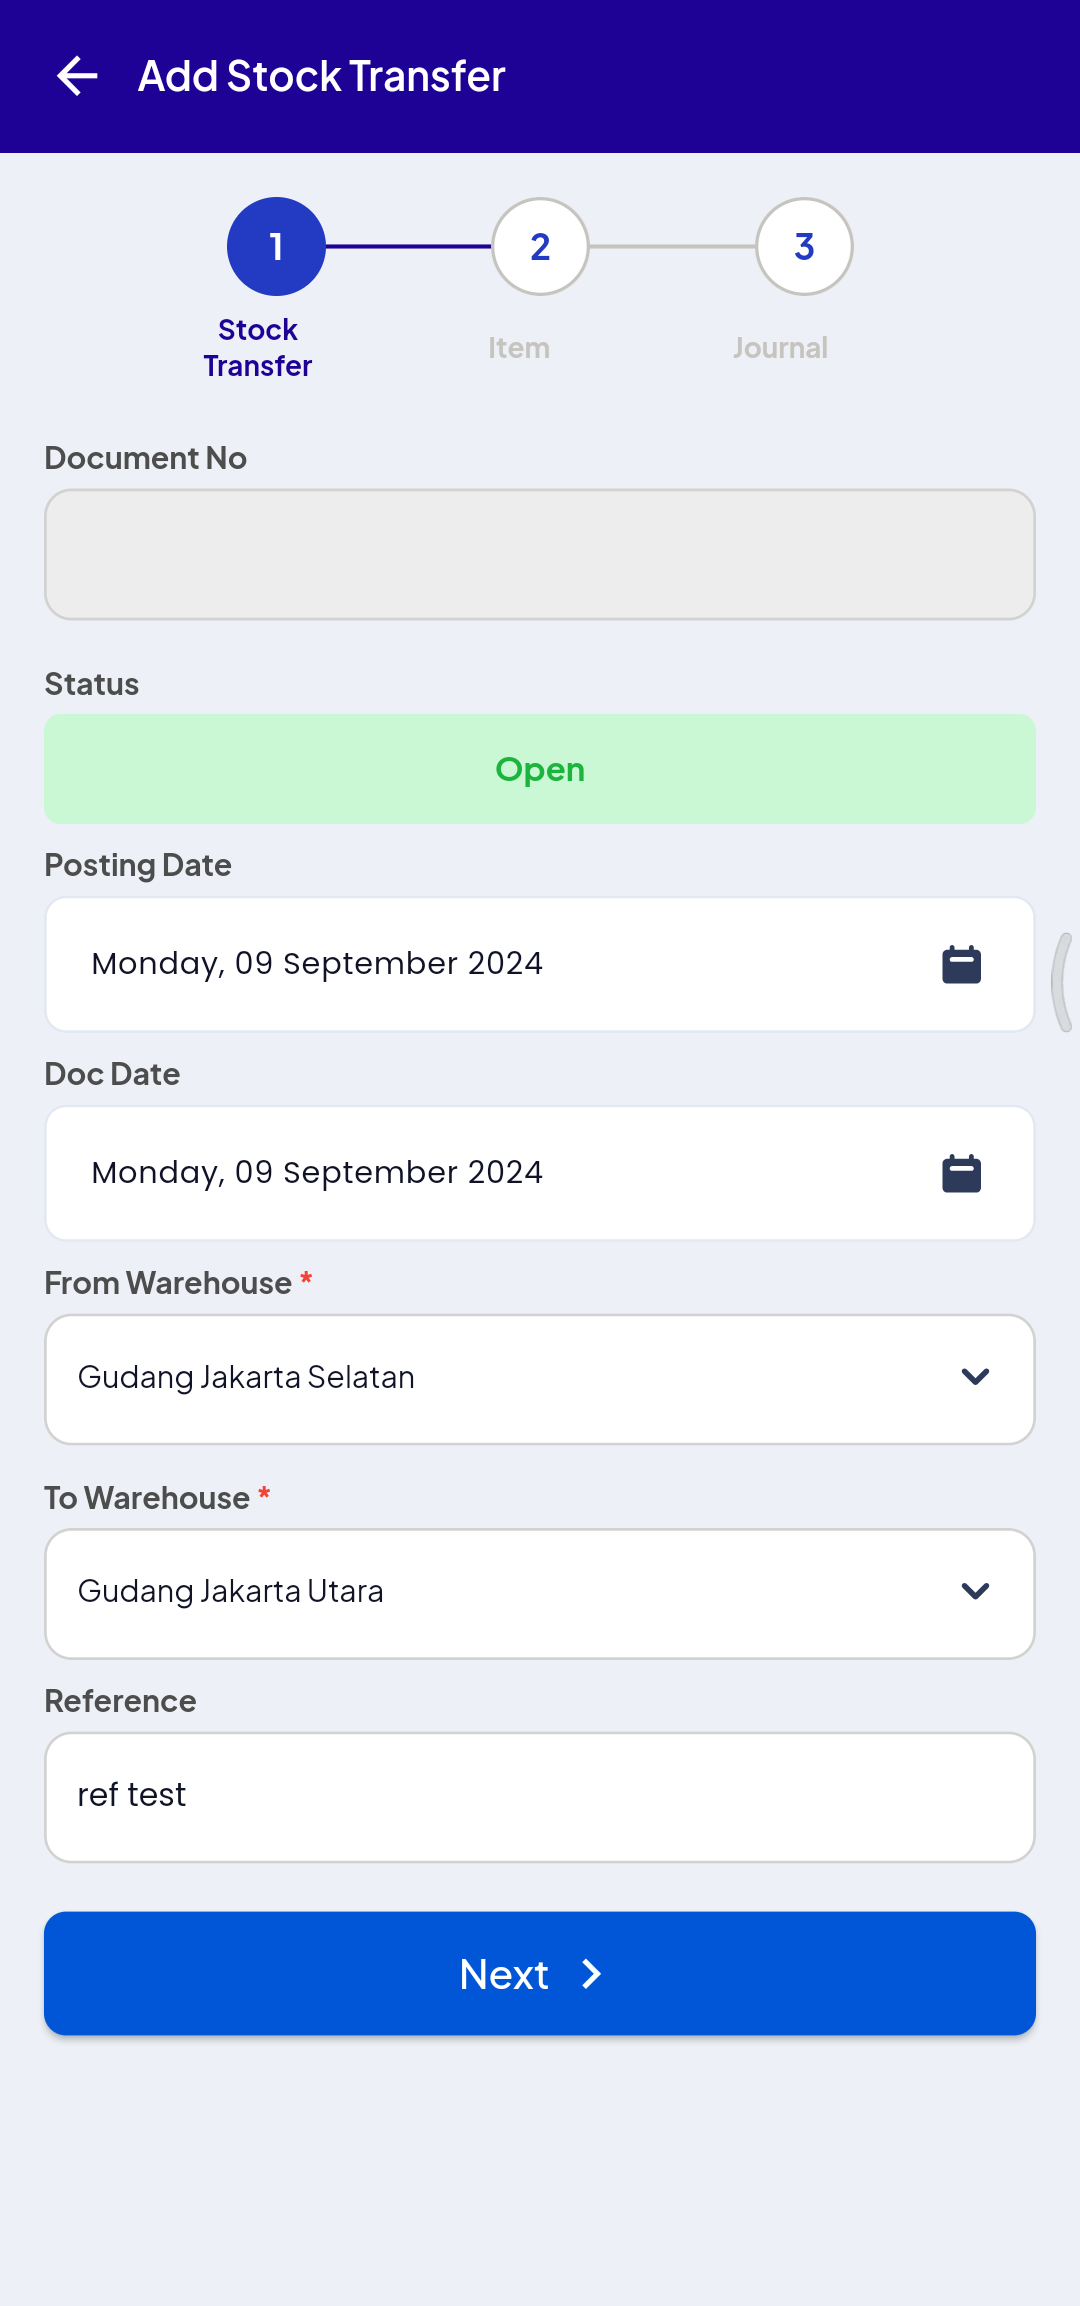 Add Stock Transfer
1
2
3
Stock
Transfer
Item
Journal
Document No
Status
Open
Posting Date
Monday, 09 September 2024
Doc Date
Monday, 09 September 2024
From Warehouse *
Gudang Jakarta Selatan
To Warehouse *
Gudang Jakarta Utara
Reference
ref test
Next